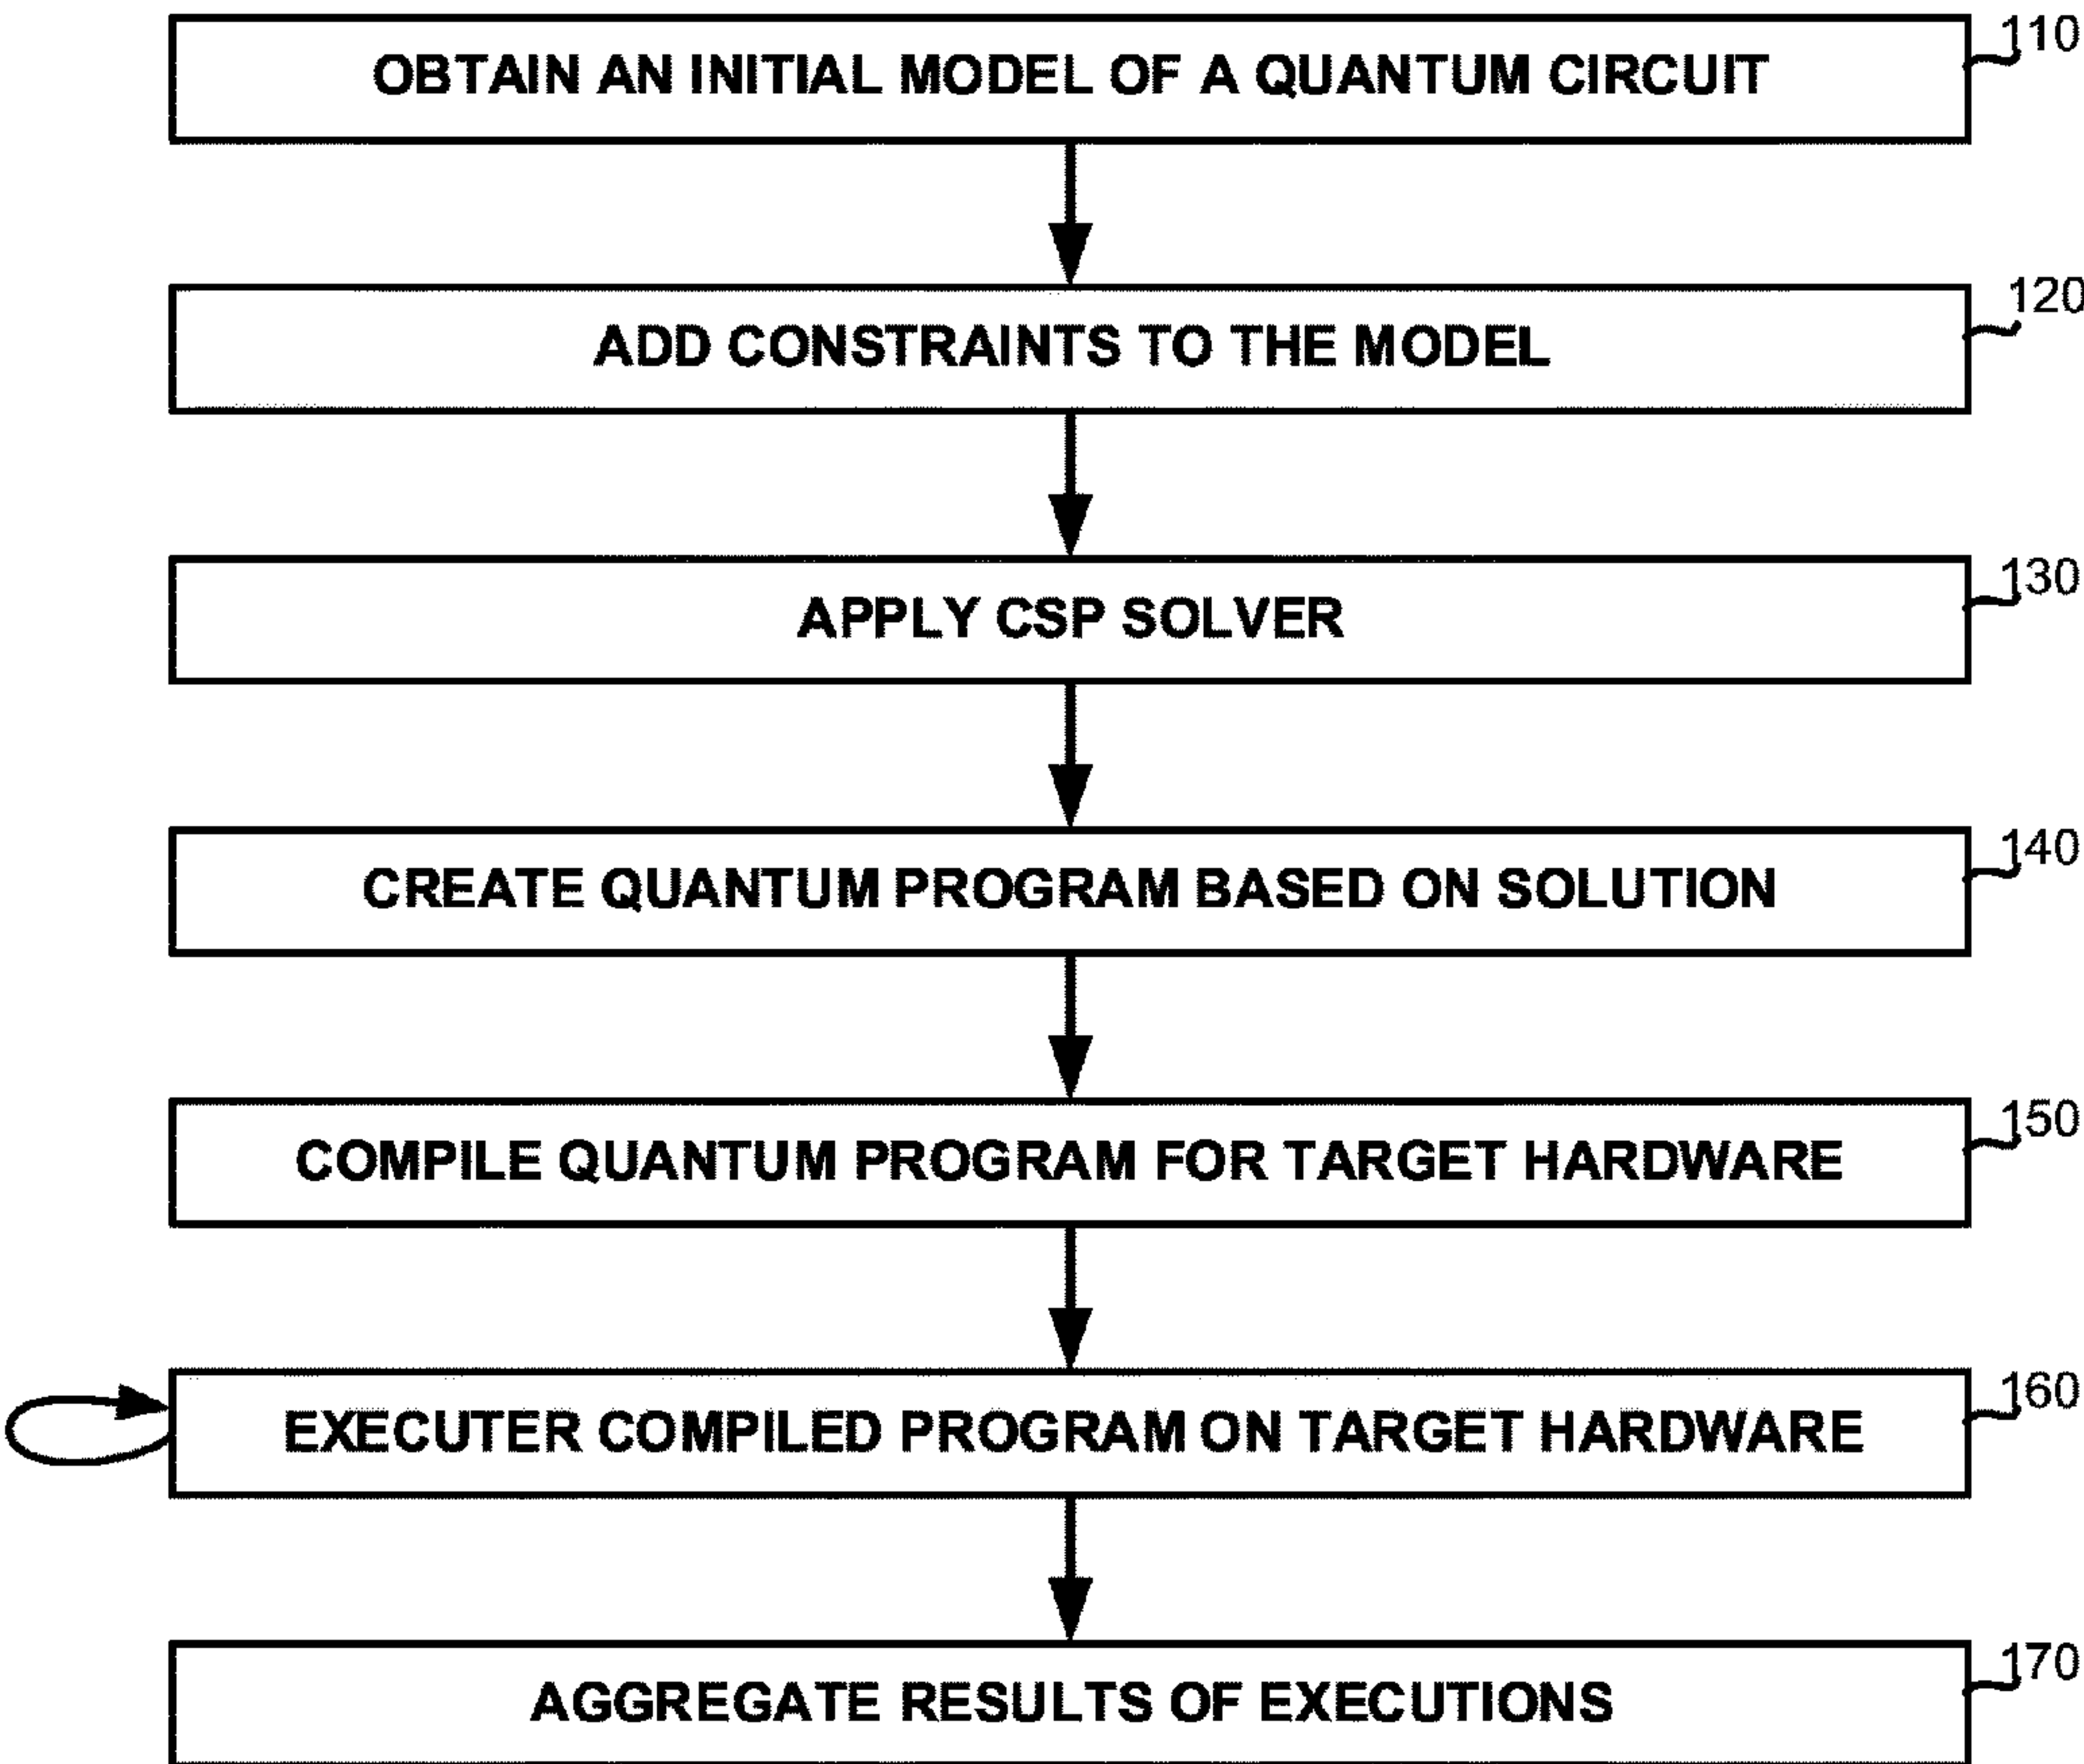 110
OBTAIN AN INITIAL MODEL OF A QUANTUM CIRCUIT
120
ADD CONSTRAINTS TO THE MODEL
130
APPLY CSP SOLVER
140
CREATE QUANTUM PROGRAM BASED ON SOLUTION
150
COMPILE QUANTUM PROGRAM FOR TARGET HARDWARE
160
EXECUTER COMPILED PROGRAM ON TARGET HARDWARE
170
AGGREGATE RESULTS OF EXECUTIONS